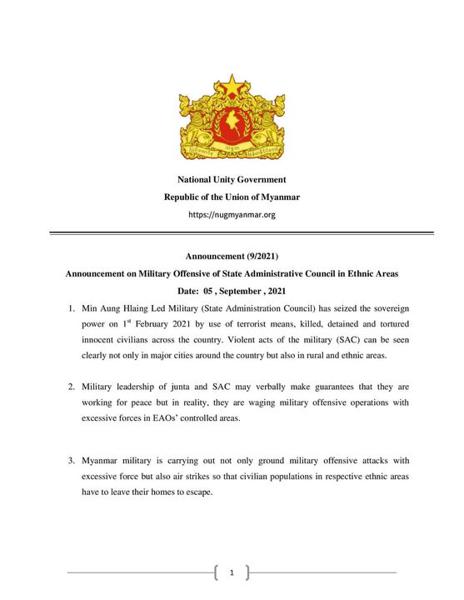 National Unity Government
Republic of the Union of Myanmar
https://nugmyanmar.org
Announcement (9/2021)
Announcement on Military Offensive of State Administrative Council in Ethnic Areas
Date: 05 , September , 2021
1. Min Aung Hlaing Led Military (State Administration Council) has seized the sovereign
power on 1st February 2021 by use of terrorist means, killed, detained and tortured
innocent civilians across the country. Violent acts of the military (SAC) can be seen
clearly not only in major cities around the country but also in rural and ethnic areas.
2. Military leadership of junta and SAC may verbally make guarantees that they are
working for peace but in reality, they are waging military offensive operations with
excessive forces in EAOs' controlled areas.
3. Myanmar military is carrying out not only ground military offensive attacks with
excessive force but also air strikes so that civilian populations in respective ethnic areas
have to leave their homes to escape.
1